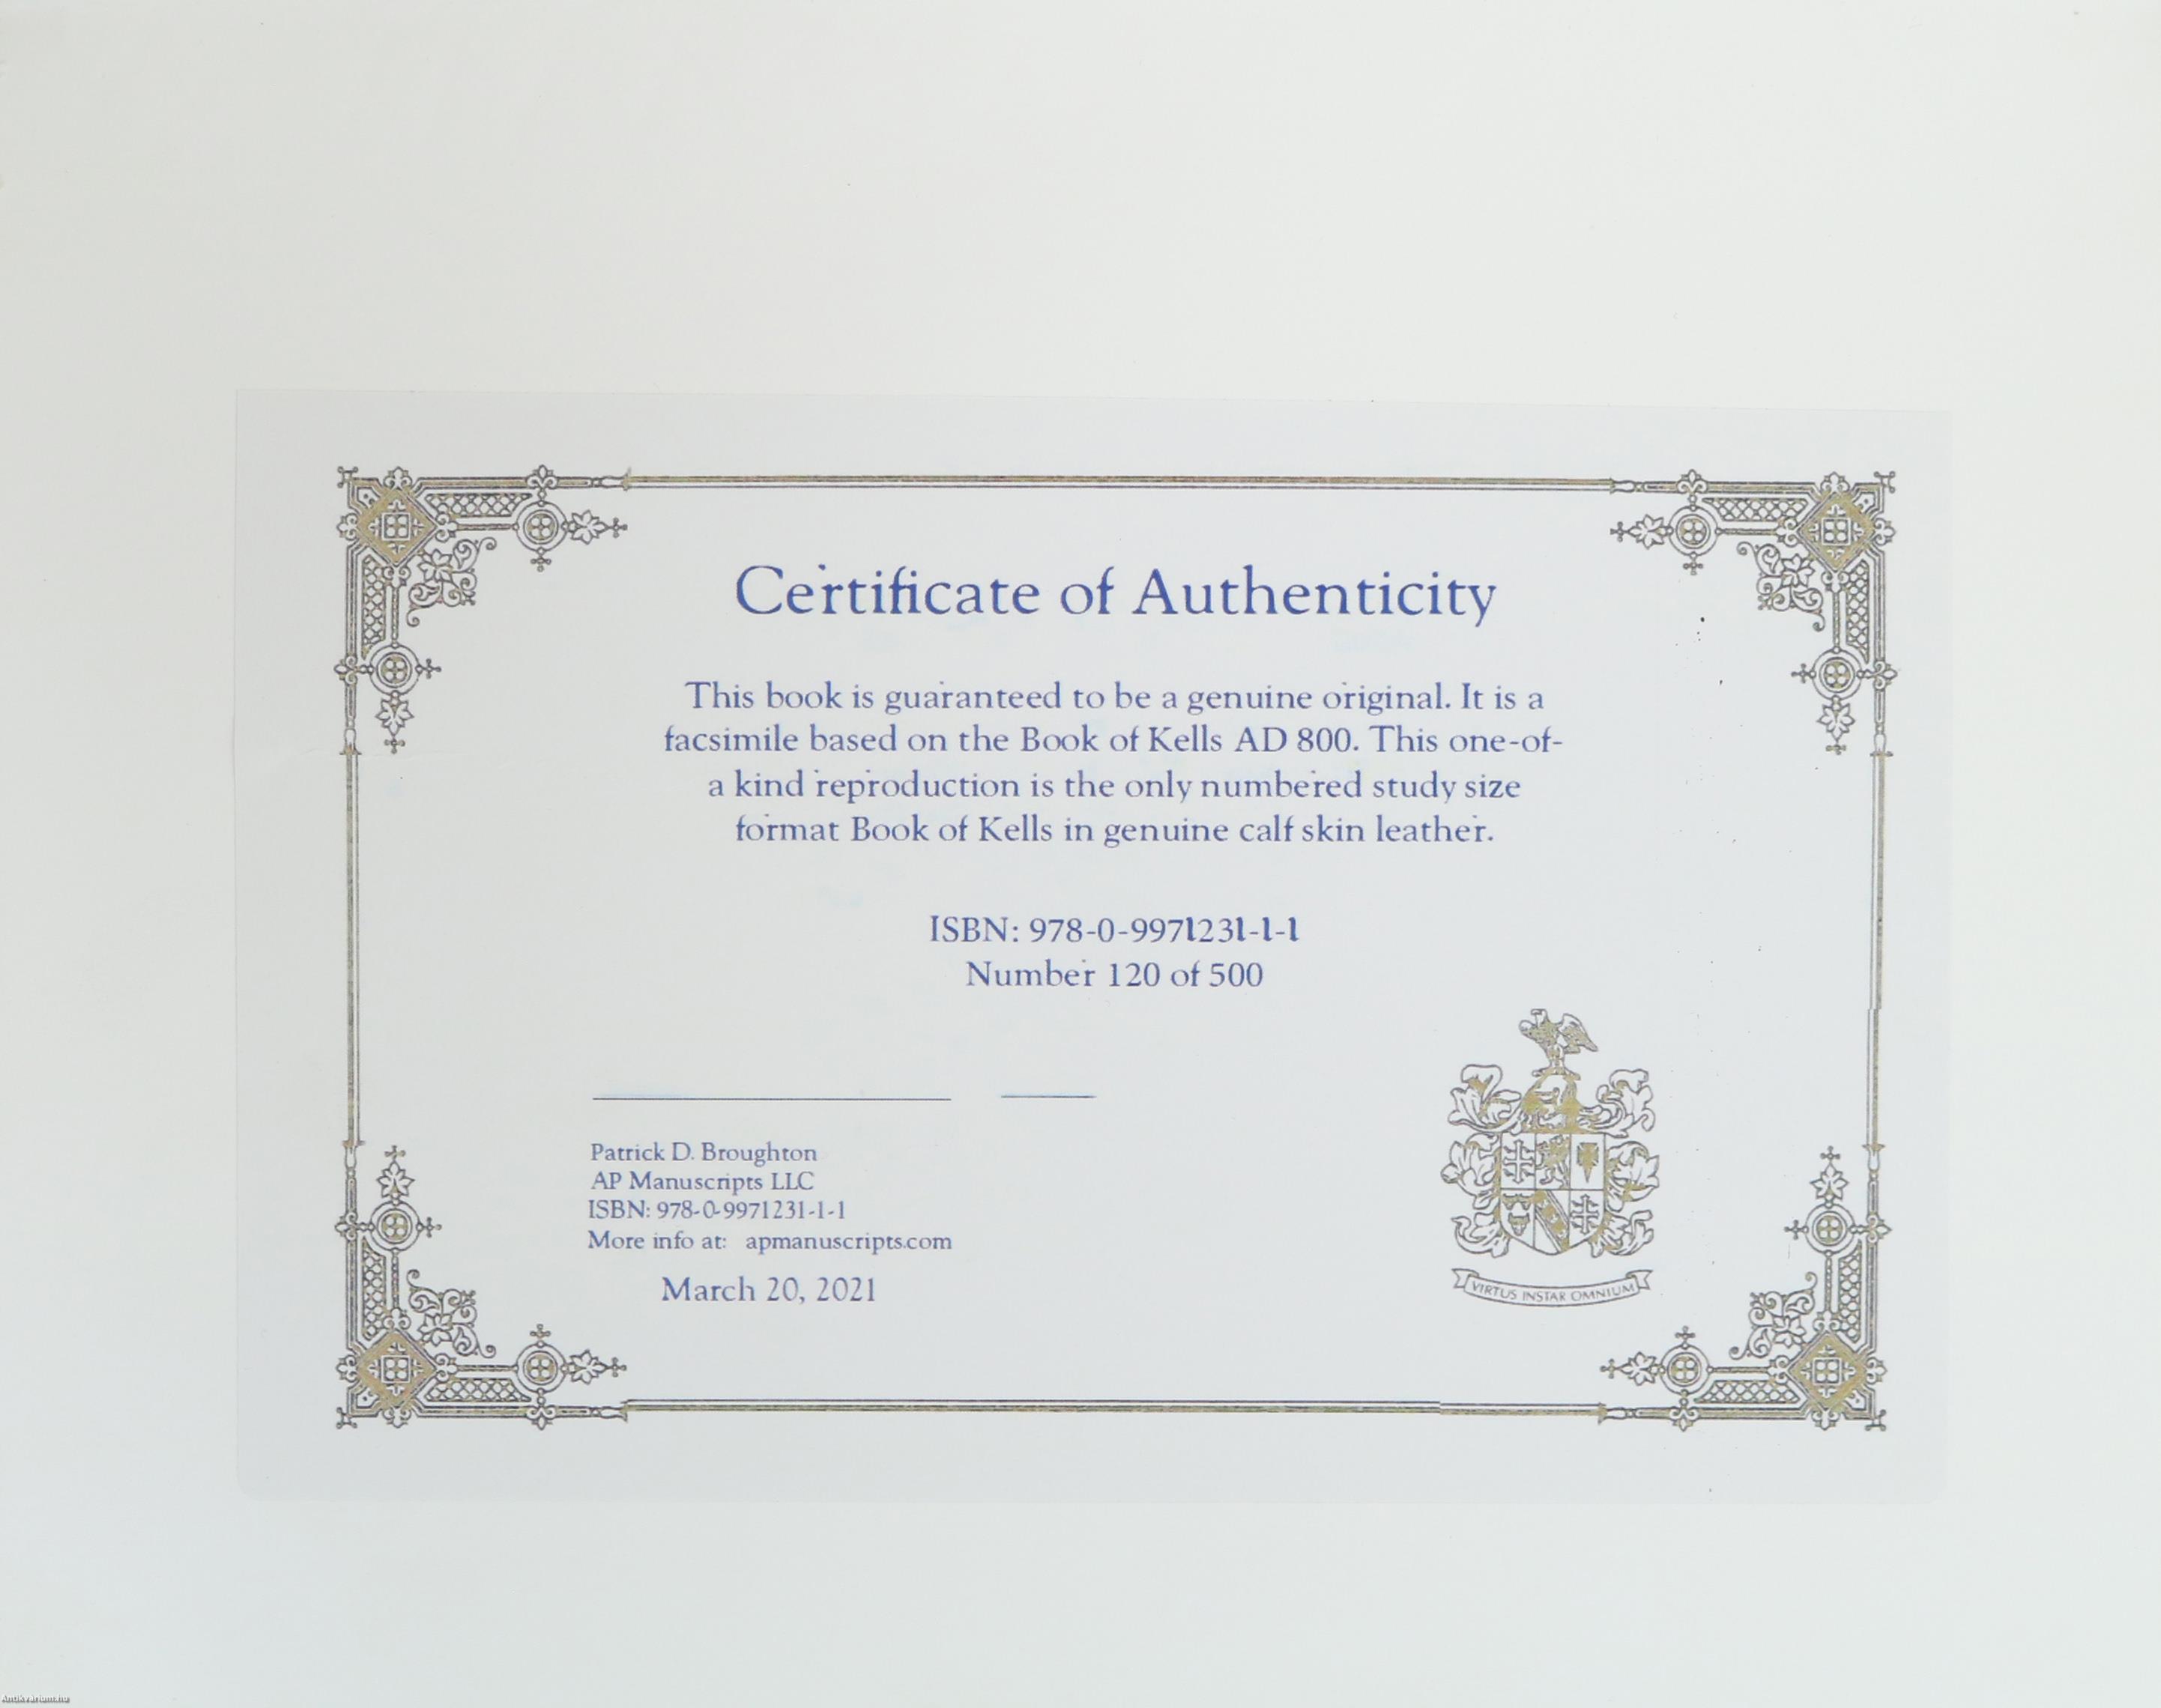 Certificate of Authenticity
This book is guaranteed to be a genuine original. It is a
facsimile based on the Book of Kells AD 800. This one-of-
a kind reproduction is the only numbered study size
format Book of Kells in genuine calf skin leather.
ISBN: 978-0-9971231-1-1
Number 120 of 500
Patrick D. Broughton
AP Manuscripts LLC
ISBN: 978-0-9971231-1-1
More info at: apmanuscripts.com
March 20, 2021
VIRTUS INSTAR OMNIUM
Antikvarium.hu